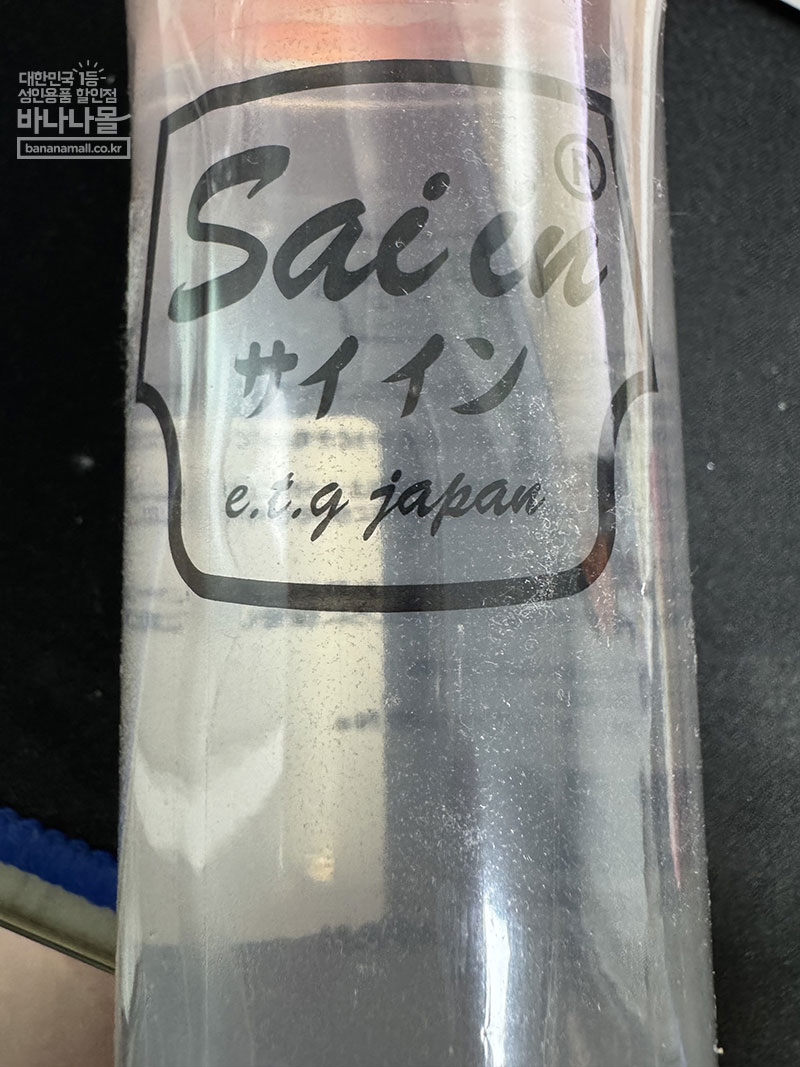 대한민국 1등
성인용품 할인점
바나나몰
bananamall.co.kr
Saien
®
サイイン
e.t.g japan